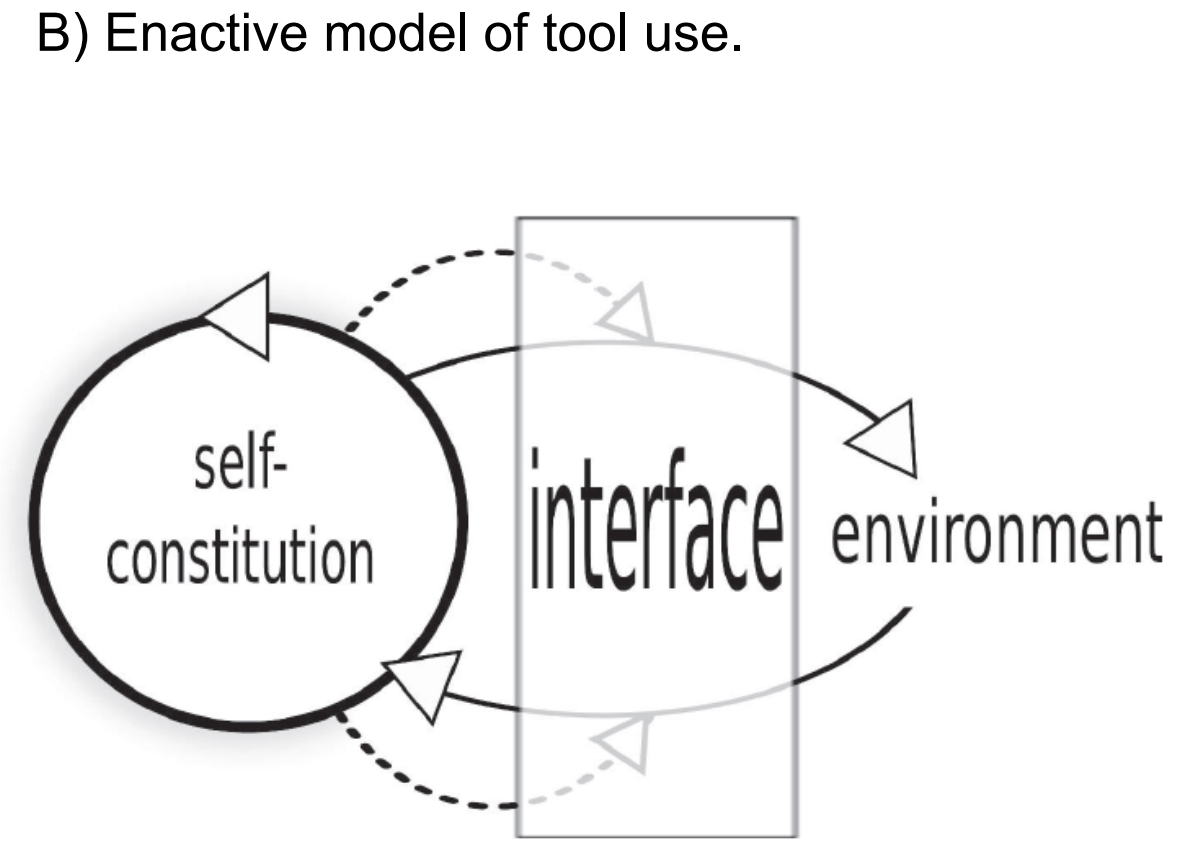 B) Enactive model of tool use.
self-
constitution
interface
environment